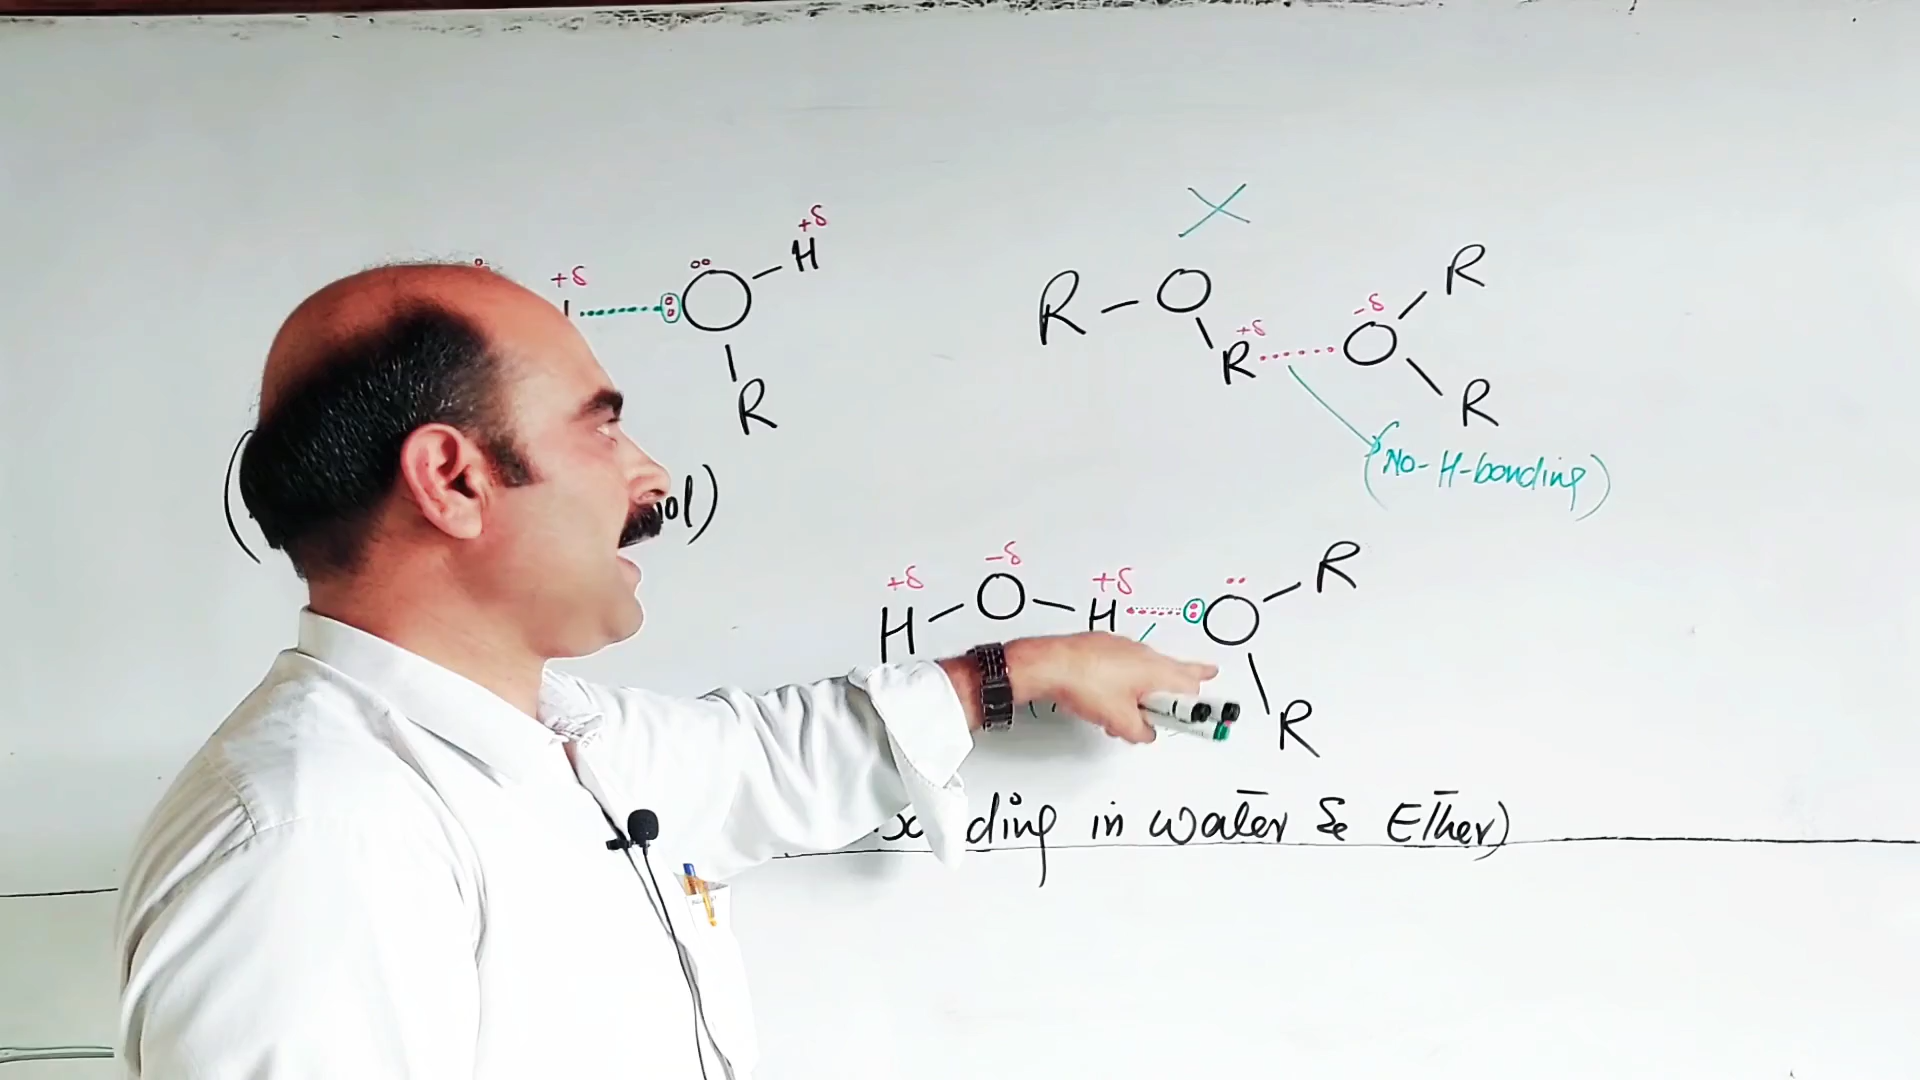 +δ
H
+δ
R
ol)
R
O
R
+δ
R
-δ
O
R
(No-H-bonding)
+δ
H
-δ
O
+δ
H
O
R
R
ding in water & Ether)